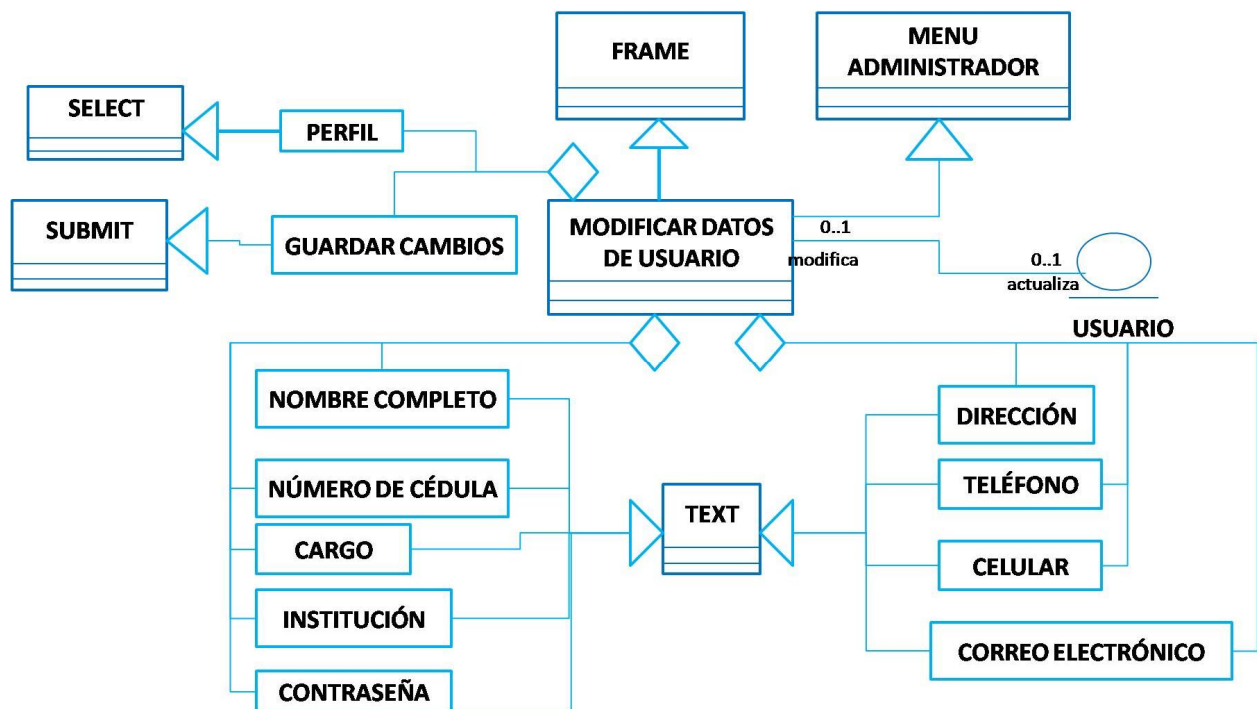 FRAME
MENU
ADMINISTRADOR
SELECT
PERFIL
SUBMIT
GUARDAR CAMBIOS
MODIFICAR DATOS
DE USUARIO
0..1
modifica
0..1
actualiza
USUARIO
NOMBRE COMPLETO
DIRECCIÓN
NÚMERO DE CÉDULA
TEXT
TELÉFONO
CARGO
CELULAR
INSTITUCIÓN
CORREO ELECTRÓNICO
CONTRASEÑA